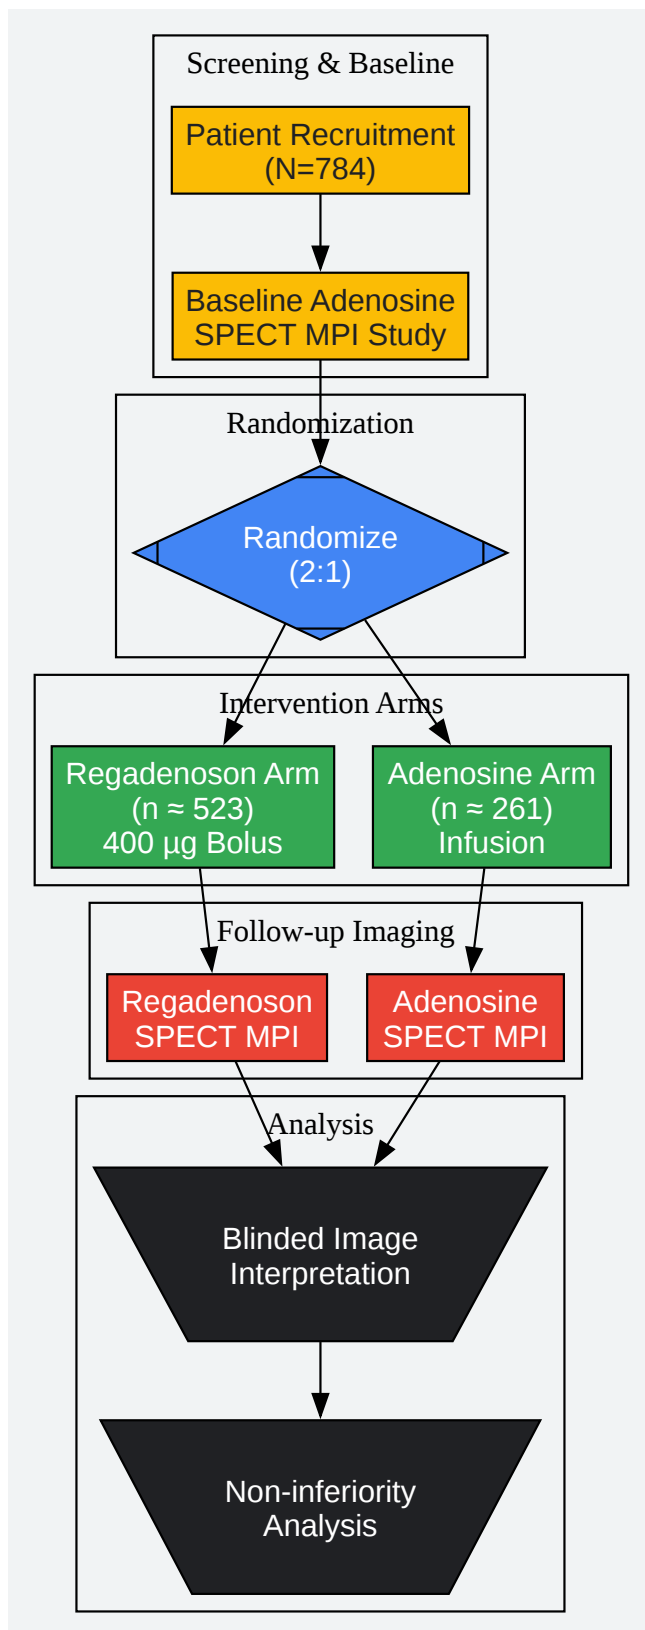 Screening & Baseline
Patient Recruitment
(N=784)
Baseline Adenosine
SPECT MPI Study
Randomization
Randomize
(2:1)
Intervention Arms
Regadenoson Arm
(n ≈ 523)
400 µg Bolus
Adenosine Arm
(n ≈ 261)
Infusion
Follow-up Imaging
Regadenoson
SPECT MPI
Adenosine
SPECT MPI
Analysis
Blinded Image
Interpretation
Non-inferiority
Analysis